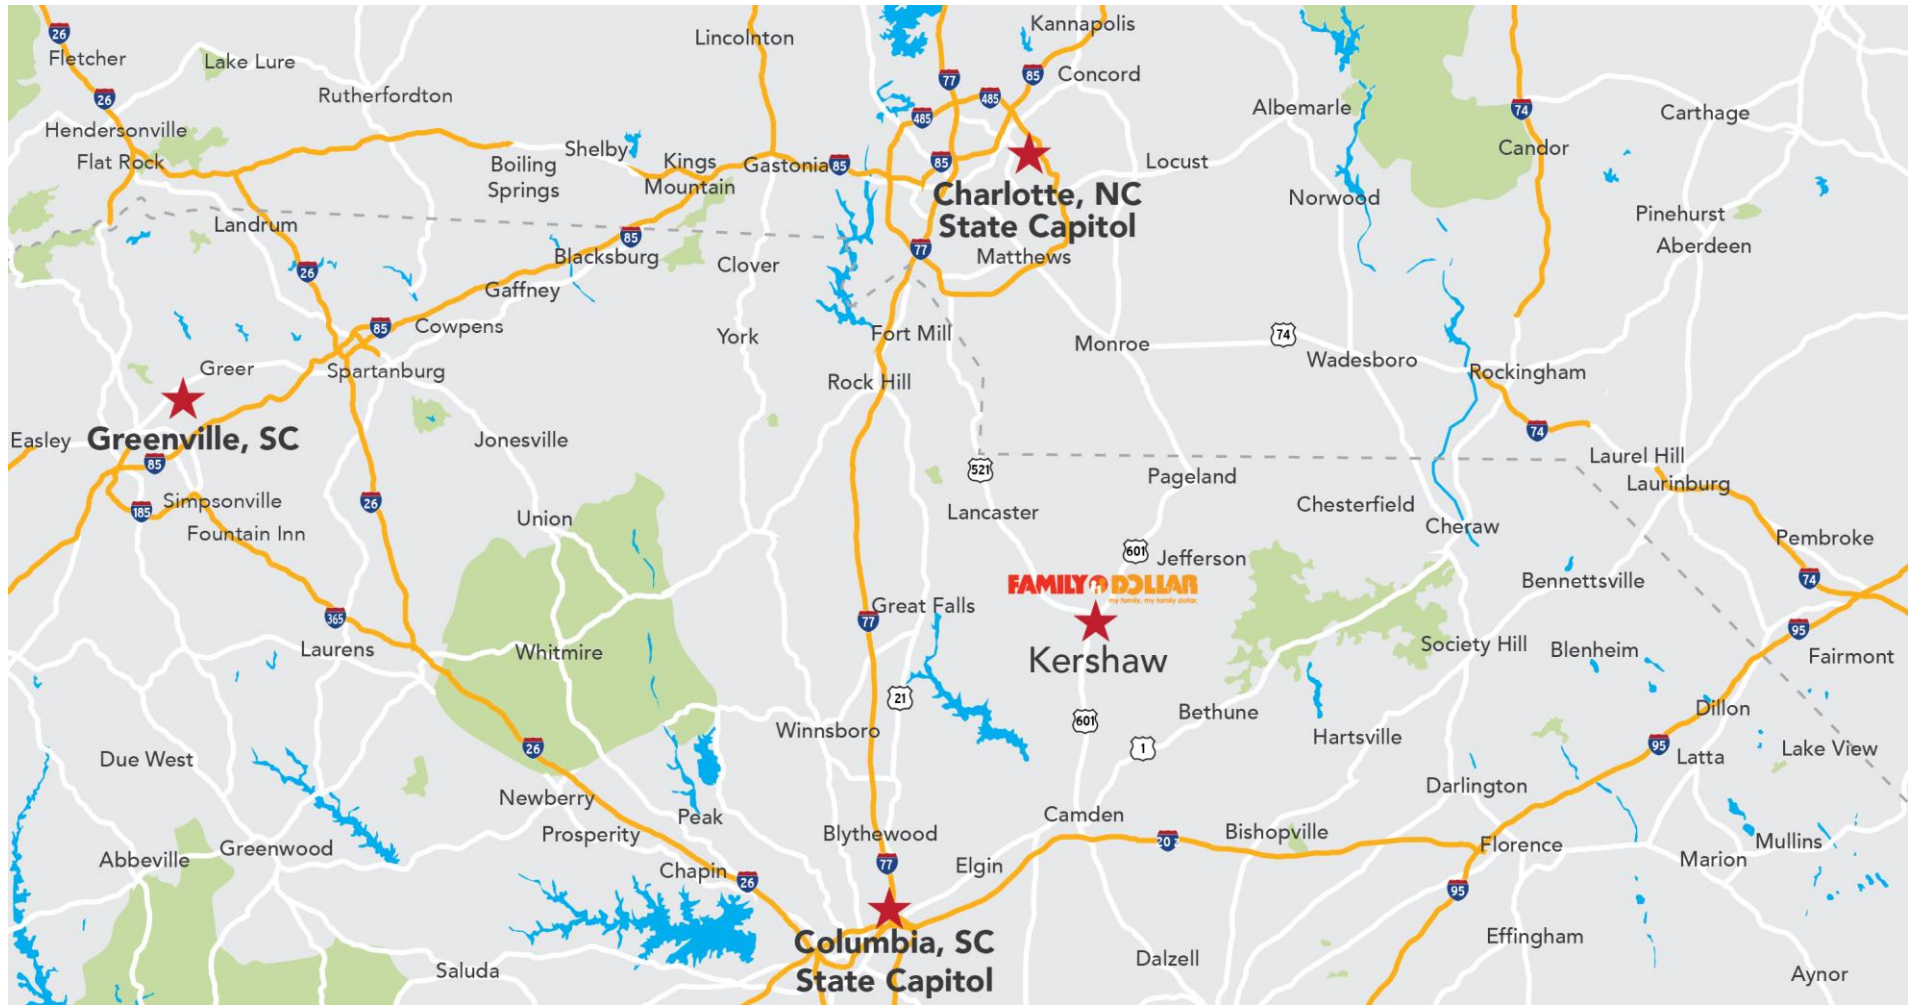 26
Fletcher
Lake Lure
Lincolnton
Kannapolis
26
Rutherfordton
77
485
85
Concord
Albemarle
74
Carthage
Hendersonville
485
Flat Rock
Shelby
Boiling
Springs
Kings
Mountain
Gastonia
85
85
Locust
Candor
Charlotte, NC
State Capitol
Norwood
Landrum
85
77
Matthews
Pinehurst
Aberdeen
26
Blacksburg
Clover
Gaffney
85
Cowpens
York
Fort Mill
Monroe
74
Wadesboro
Greer
Spartanburg
Rock Hill
Rockingham
Easley
Greenville, SC
Jonesville
74
85
521
Pageland
Laurel Hill
Laurinburg
185
Simpsonville
26
Lancaster
Chesterfield
Fountain Inn
Union
Cheraw
601
Jefferson
Pembroke
FAMILY DOLLAR
my family, my family dollar.
Bennettsville
74
365
77
Great Falls
Kershaw
95
Laurens
Whitmire
Society Hill
Blenheim
Fairmont
21
601
Bethune
Dillon
Winnsboro
1
Hartsville
26
95
Latta
Lake View
Due West
Newberry
Darlington
Peak
Camden
Prosperity
Blythewood
20
Bishopville
Florence
Mullins
Abbeville
Greenwood
Chapin
26
77
Elgin
95
Marion
Columbia, SC
State Capitol
Effingham
Saluda
Dalzell
Aynor